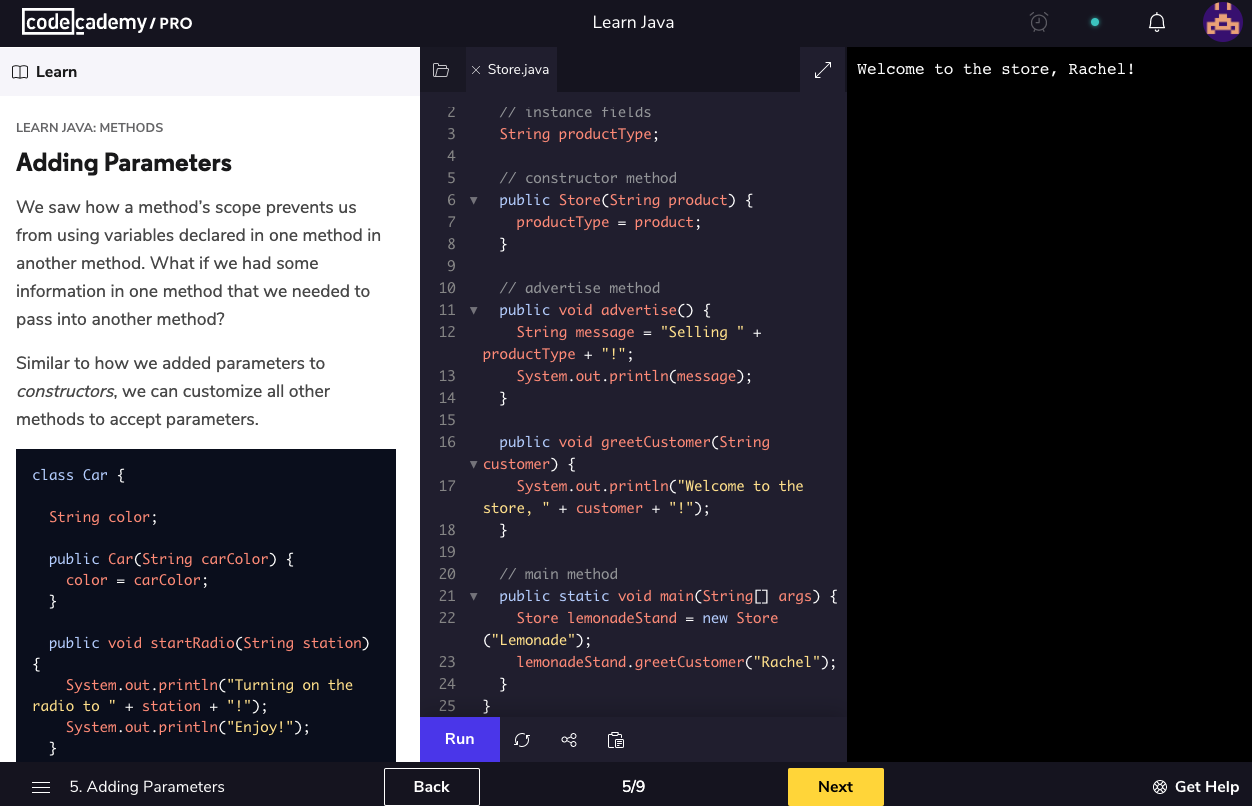 codecademy/PRO
Learn Java
Learn
LEARN JAVA: METHODS
Adding Parameters
We saw how a method’s scope prevents us
from using variables declared in one method in
another method. What if we had some
information in one method that we needed to
pass into another method?
Similar to how we added parameters to
constructors, we can customize all other
methods to accept parameters.
class Car {
String color;
public Car(String carColor) {
color = carColor;
}
public void startRadio(String station)
{
System.out.println("Turning on the
radio to " + station + "!");
System.out.println("Enjoy!");
}
Store.java
2 // instance fields
3 String productType;
4
5 // constructor method
6 public Store(String product) {
7 productType = product;
8 }
9
10 // advertise method
11 public void advertise() {
12 String message = "Selling " +
productType + "!";
13 System.out.println(message);
14 }
15
16 public void greetCustomer(String
customer) {
17 System.out.println("Welcome to the
store, " + customer + "!");
18 }
19
20 // main method
21 public static void main(String[] args) {
22 Store lemonadeStand = new Store
("Lemonade");
23 lemonadeStand.greetCustomer("Rachel");
24 }
25 }
Run
Welcome to the store, Rachel!
5. Adding Parameters
Back
5/9
Next
Get Help